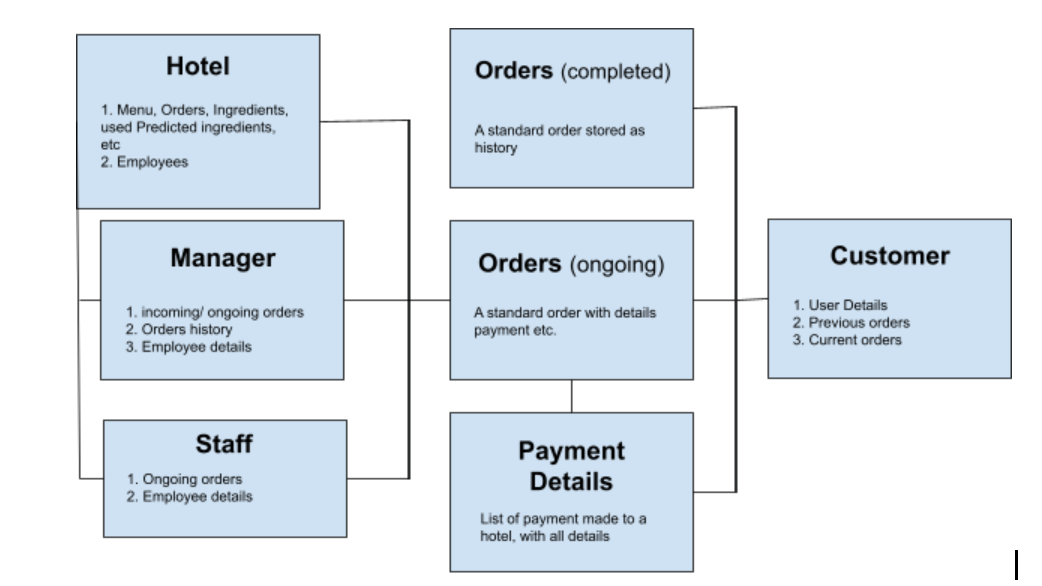 Hotel
1. Menu, Orders, Ingredients,
used Predicted ingredients,
etc
2. Employees
Manager
1. incoming/ ongoing orders
2. Orders history
3. Employee details
Staff
1. Ongoing orders
2. Employee details
Orders (completed)
A standard order stored as
history
Orders (ongoing)
A standard order with details
payment etc.
Payment
Details
List of payment made to a
hotel, with all details
Customer
1. User Details
2. Previous orders
3. Current orders